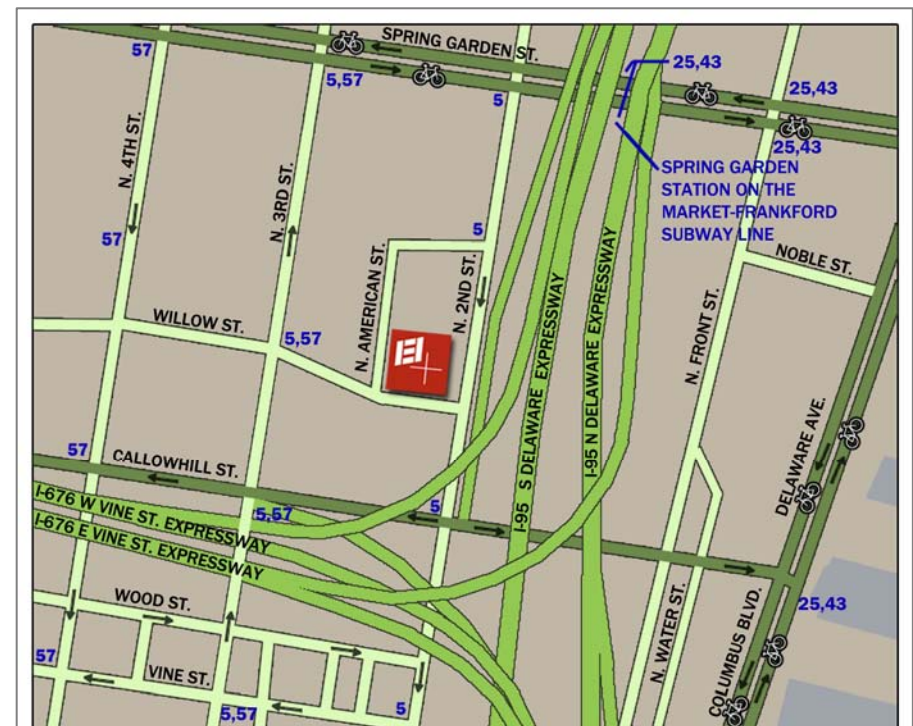 SPRING GARDEN ST.
57
5,57
5
25,43
25,43
25,43
SPRING GARDEN
STATION ON THE
MARKET-FRANKFORD
SUBWAY LINE
N. 4TH ST.
N. 3RD ST.
57
5
N. AMERICAN ST.
N. 2ND ST.
NOBLE ST.
WILLOW ST.
5,57
I-95 S DELAWARE EXPRESSWAY
I-95 N DELAWARE EXPRESSWAY
N. FRONT ST.
DELAWARE AVE.
57
CALLOWHILL ST.
5,57
5
I-676 W VINE ST. EXPRESSWAY
I-676 E VINE ST. EXPRESSWAY
WOOD ST.
N. WATER ST.
COLUMBUS BLVD.
25,43
57
VINE ST.
5,57
5